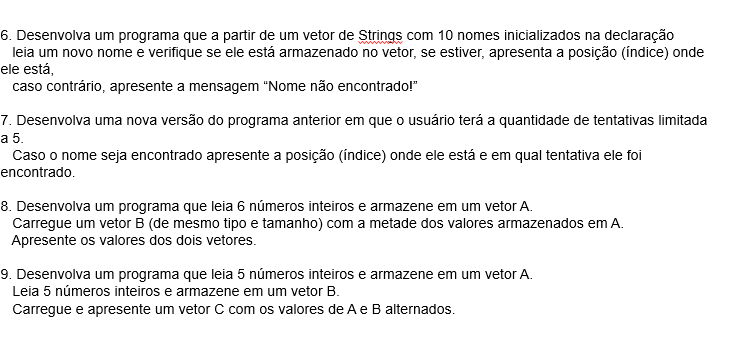 6. Desenvolva um programa que a partir de um vetor de Strings com 10 nomes inicializados na declaração
leia um novo nome e verifique se ele está armazenado no vetor, se estiver, apresenta a posição (índice) onde
ele está,
caso contrário, apresente a mensagem “Nome não encontrado!”
7. Desenvolva uma nova versão do programa anterior em que o usuário terá a quantidade de tentativas limitada
a 5.
Caso o nome seja encontrado apresente a posição (índice) onde ele está e em qual tentativa ele foi
encontrado.
8. Desenvolva um programa que leia 6 números inteiros e armazene em um vetor A.
Carregue um vetor B (de mesmo tipo e tamanho) com a metade dos valores armazenados em A.
Apresente os valores dos dois vetores.
9. Desenvolva um programa que leia 5 números inteiros e armazene em um vetor A.
Leia 5 números inteiros e armazene em um vetor B.
Carregue e apresente um vetor C com os valores de A e B alternados.